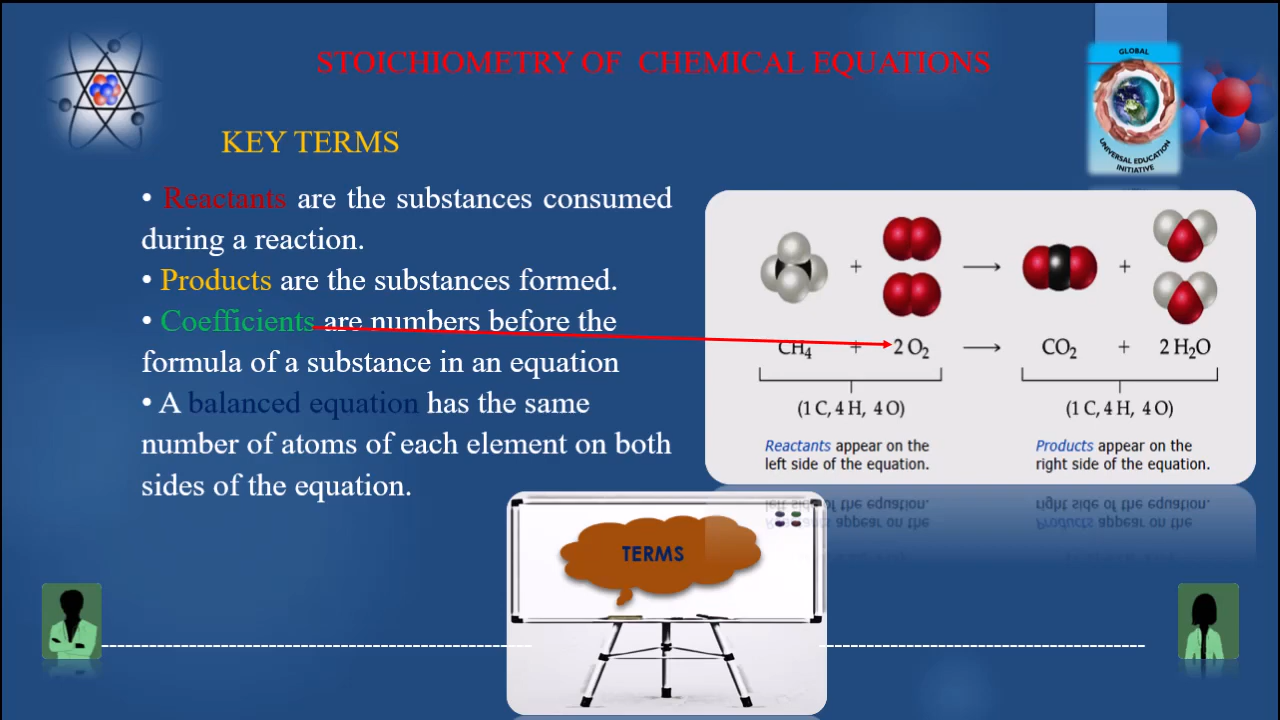 STOICHIOMETRY OF CHEMICAL EQUATIONS
GLOBAL
UNIVERSAL EDUCATION
INITIATIVE
KEY TERMS
• Reactants are the substances consumed
during a reaction.
• Products are the substances formed.
• Coefficients are numbers before the
formula of a substance in an equation
• A balanced equation has the same
number of atoms of each element on both
sides of the equation.
+ → +
CH₄ + 2 O₂ → CO₂ + 2 H₂O
(1 C, 4 H, 4 O) (1 C, 4 H, 4 O)
Reactants appear on the
left side of the equation.
Products appear on the
right side of the equation.
TERMS